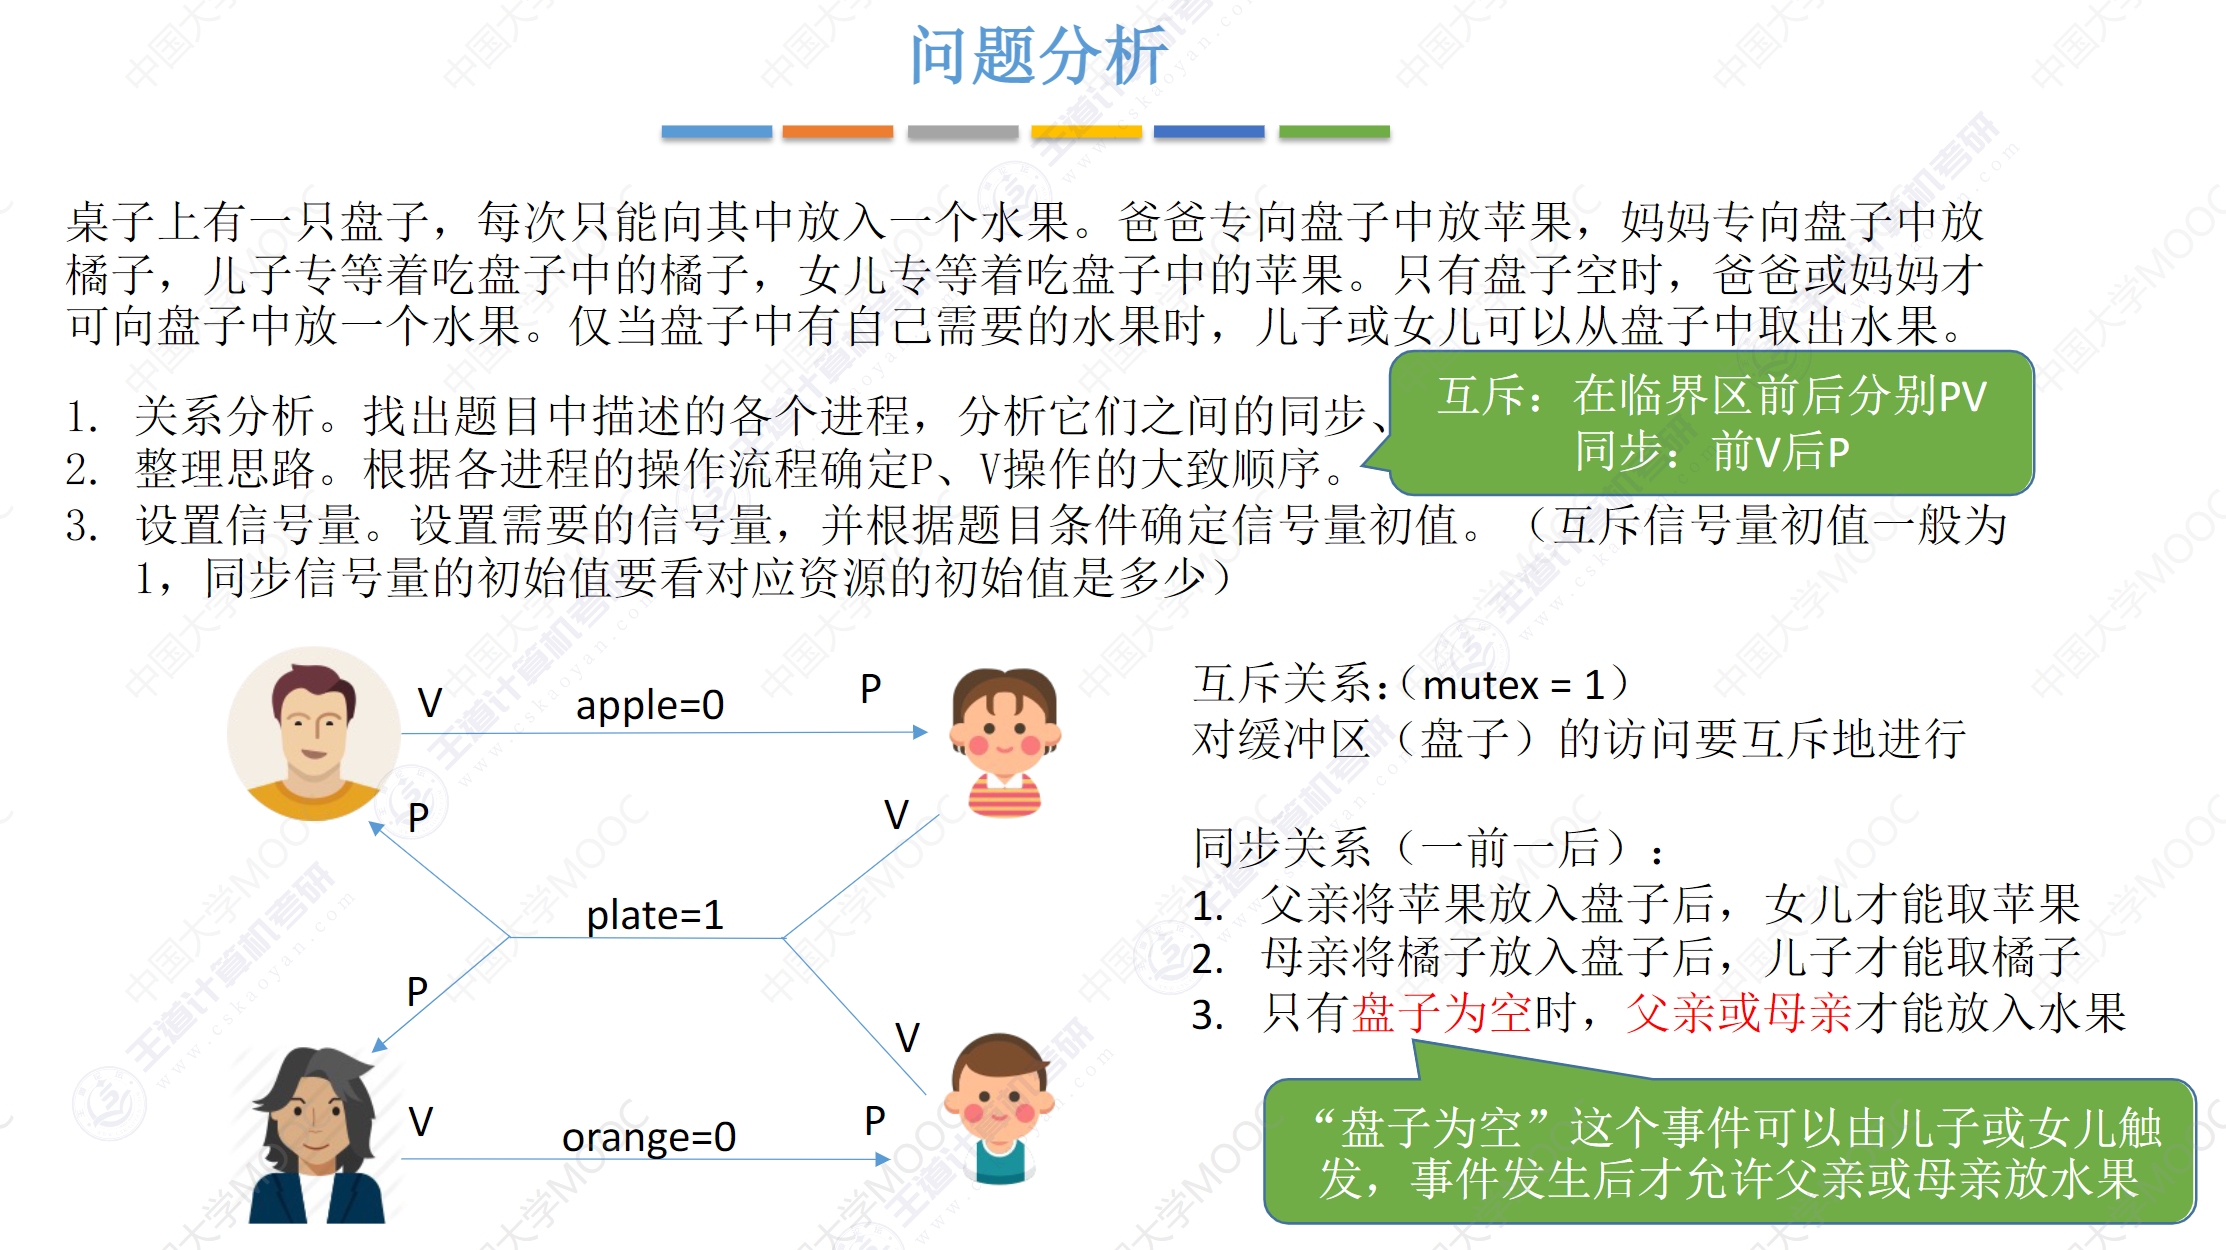 问题分析
桌子上有一只盘子，每次只能向其中放入一个水果。爸爸专向盘子中放苹果，妈妈专向盘子中放
橘子，儿子专等着吃盘子中的橘子，女儿专等着吃盘子中的苹果。只有盘子空时，爸爸或妈妈才
可向盘子中放一个水果。仅当盘子中有自己需要的水果时，儿子或女儿可以从盘子中取出水果。
1. 关系分析。找出题目中描述的各个进程，分析它们之间的同步、
互斥：在临界区前后分别PV
同步：前V后P
2. 整理思路。根据各进程的操作流程确定P、V操作的大致顺序。
3. 设置信号量。设置需要的信号量，并根据题目条件确定信号量初值。（互斥信号量初值一般为
1，同步信号量的初始值要看对应资源的初始值是多少）
V
apple=0
P
P
V
plate=1
P
V
V
orange=0
P
互斥关系：（mutex = 1）
对缓冲区（盘子）的访问要互斥地进行
同步关系（一前一后）：
1. 父亲将苹果放入盘子后，女儿才能取苹果
2. 母亲将橘子放入盘子后，儿子才能取橘子
3. 只有盘子为空时，父亲或母亲才能放入水果
“盘子为空”这个事件可以由儿子或女儿触
发，事件发生后才允许父亲或母亲放水果
中国大学MOOC
王道计算机考研
www.cskaoyan.com